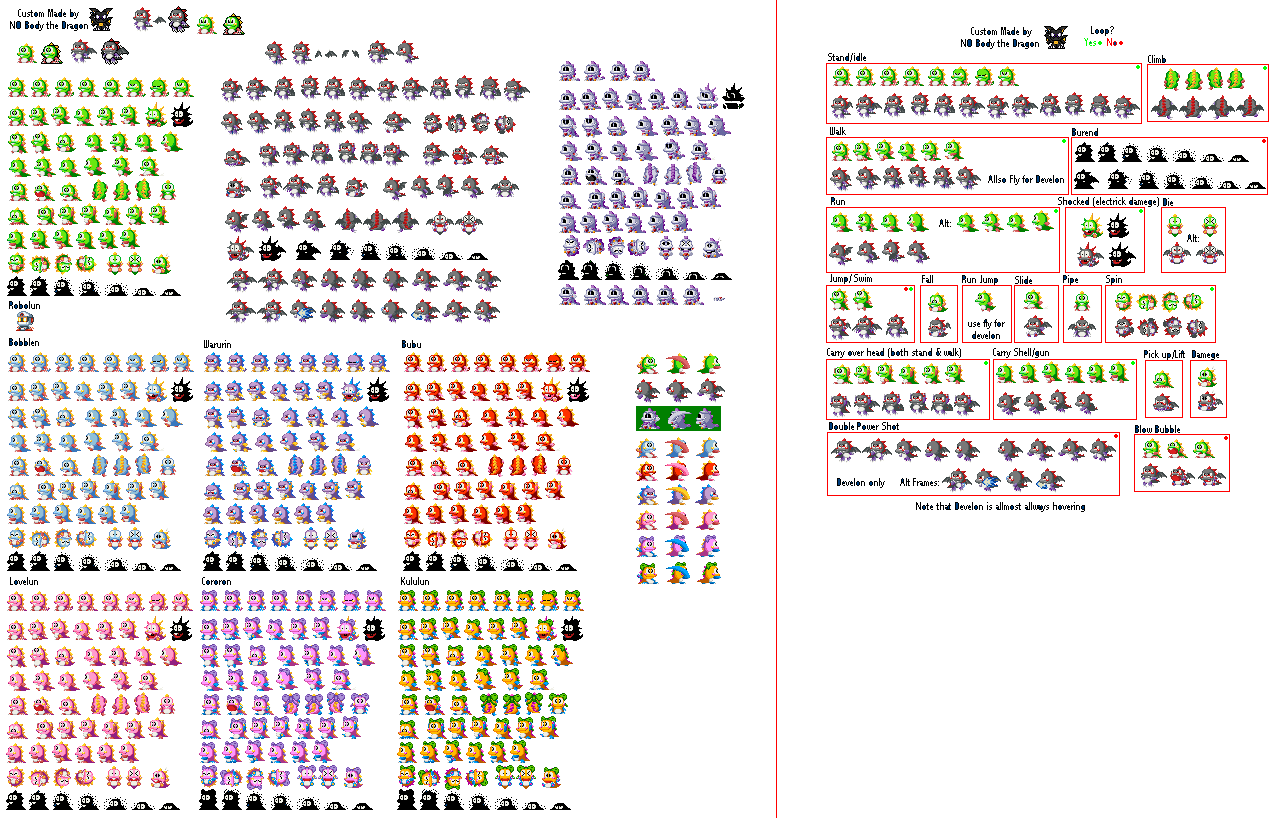 Custom Made by
NO Body the Dragon
Robolun
Bobblen
Warurin
Bubu
Lovelun
Cororon
Kululun
Custom Made by
NO Body the Dragon
Loop?
Yes No
Stand/idle
Climb
Walk
Allso Fly for Develon
Burend
Run
Alt:
Shocked (electrick damege)
Die
Alt:
Jump/Swim
Fall
Run Jump
use fly for
develon
Slide
Pipe
Spin
Carry over head (both stand & walk)
Carry Shell/gun
Pick up/Lift
Damege
Double Power Shot
Develon only
Alt Frames:
Blow Bubble
Note that Develon is allmost allways hovering